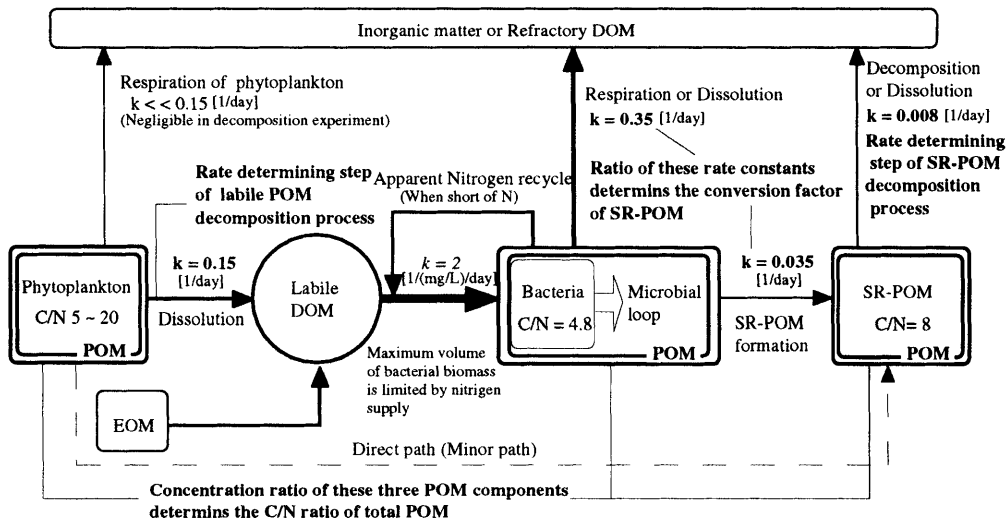 Inorganic matter or Refractory DOM
Respiration of phytoplankton
k << 0.15 [1/day]
(Negligible in decomposition experiment)
Respiration or Dissolution
k = 0.35 [1/day]
Decomposition
or Dissolution
k = 0.008 [1/day]
Rate determining
step of SR-POM
decomposition
process
Rate determining step
of labile POM
decomposition process
Apparent Nitrogen recycle
(When short of N)
Ratio of these rate constants
determins the conversion factor
of SR-POM
k = 0.15
[1/day]
Dissolution
k = 2
[1/(mg/L)/day]
k = 0.035
[1/day]
SR-POM
formation
Phytoplankton
C/N 5 ~ 20
POM
Labile
DOM
Bacteria
C/N = 4.8
Microbial
loop
POM
SR-POM
C/N= 8
POM
Maximum volume
of bacterial biomass
is limited by nitrigen
supply
EOM
Direct path (Minor path)
Concentration ratio of these three POM components
determins the C/N ratio of total POM